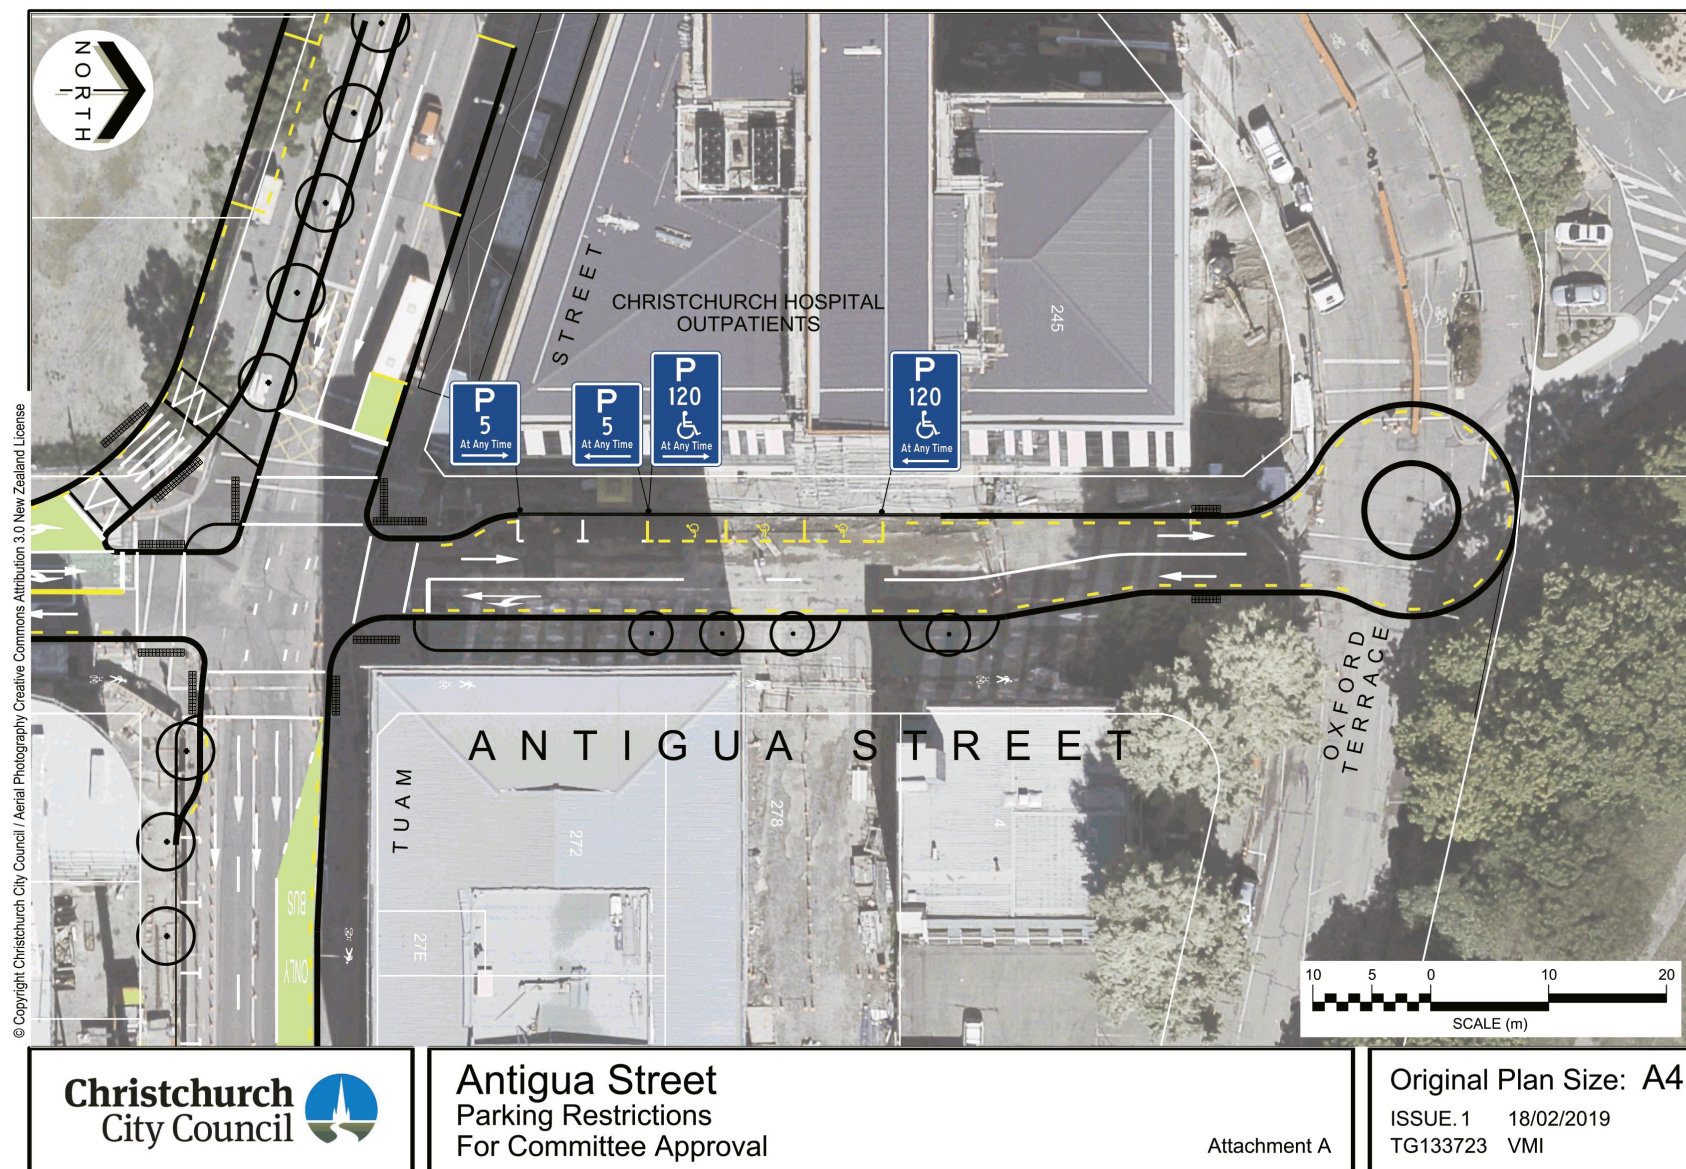 NORTH
STREET
CHRISTCHURCH HOSPITAL
OUTPATIENTS
245
P
5
At Any Time
P
5
At Any Time
P
120
At Any Time
P
120
At Any Time
OXFORD
TERRACE
ANTIGUA STREET
TUAM
272
278
4
27E
BUS
ONLY
10 5 0 10 20
SCALE (m)
© Copyright Christchurch City Council / Aerial Photography Creative Commons Attribution 3.0 New Zealand License
Christchurch
City Council
Antigua Street
Parking Restrictions
For Committee Approval
Attachment A
Original Plan Size: A4
ISSUE. 1 18/02/2019
TG133723 VMI